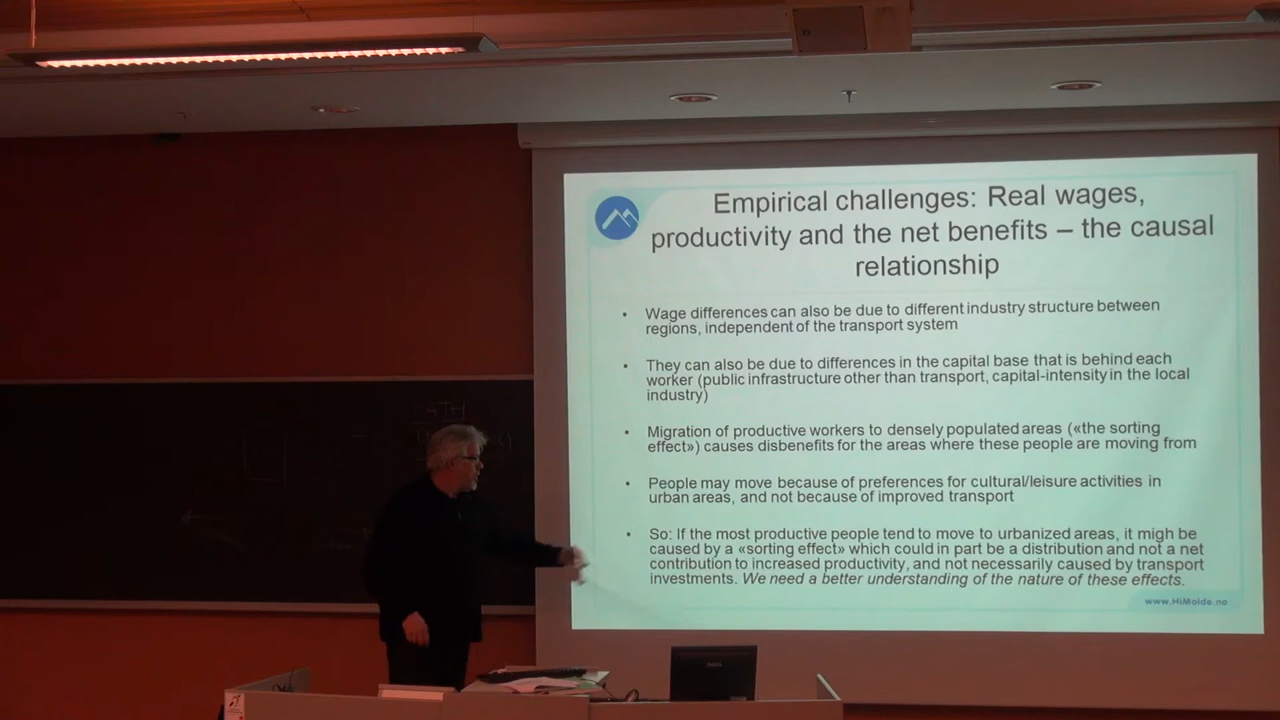 Empirical challenges: Real wages,
productivity and the net benefits – the causal
relationship
• Wage differences can also be due to different industry structure between
regions, independent of the transport system
• They can also be due to differences in the capital base that is behind each
worker (public infrastructure other than transport, capital-intensity in the local
industry)
• Migration of productive workers to densely populated areas («the sorting
effect») causes disbenefits for the areas where these people are moving from
• People may move because of preferences for cultural/leisure activities in
urban areas, and not because of improved transport
• So: If the most productive people tend to move to urbanized areas, it migh be
caused by a «sorting effect» which could in part be a distribution and not a net
contribution to increased productivity, and not necessarily caused by transport
investments. We need a better understanding of the nature of these effects.
www.HiMolde.no
DELL